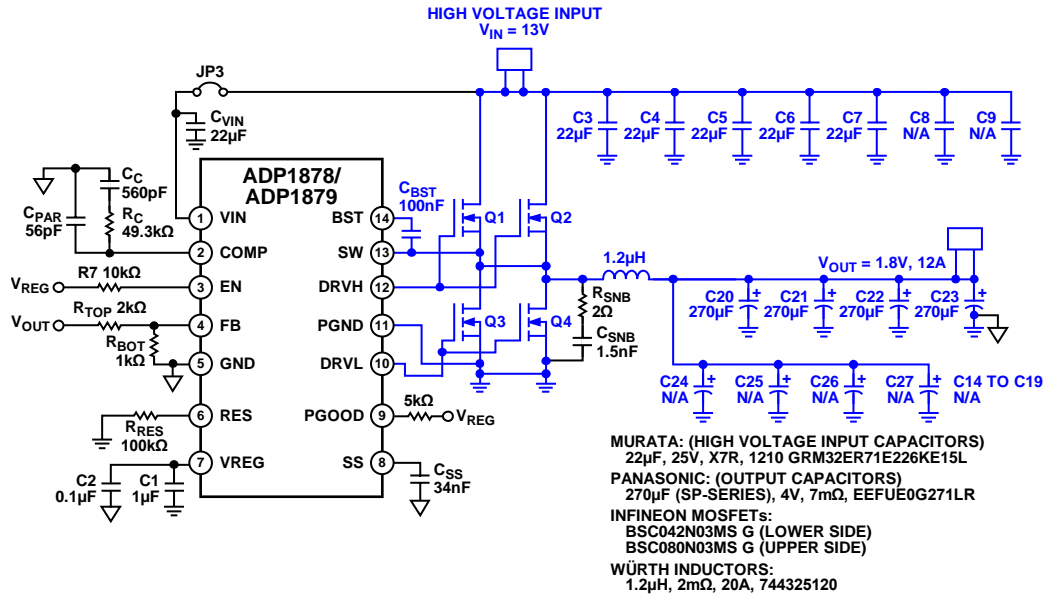 HIGH VOLTAGE INPUT
VIN = 13V
JP3
CVIN
22µF
C3
22µF
C4
22µF
C5
22µF
C6
22µF
C7
22µF
C8
N/A
C9
N/A
ADP1878/
ADP1879
CC
560pF
CPAR
56pF
RC
49.3kΩ
1 VIN
2 COMP
3 EN
4 FB
5 GND
6 RES
7 VREG
BST 14
SW 13
DRVH 12
PGND 11
DRVL 10
PGOOD 9
SS 8
CBST
100nF
Q1
Q2
Q3
Q4
R7 10kΩ
VREG
RTOP 2kΩ
VOUT
RBOT
1kΩ
RRES
100kΩ
C2
0.1µF
C1
1µF
5kΩ
VREG
CSS
34nF
1.2µH
RSNB
2Ω
CSNB
1.5nF
VOUT = 1.8V, 12A
C20
270µF
C21
270µF
C22
270µF
C23
270µF
C24
N/A
C25
N/A
C26
N/A
C27
N/A
C14 TO C19
N/A
MURATA: (HIGH VOLTAGE INPUT CAPACITORS)
22µF, 25V, X7R, 1210 GRM32ER71E226KE15L
PANASONIC: (OUTPUT CAPACITORS)
270µF (SP-SERIES), 4V, 7mΩ, EEFUE0G271LR
INFINEON MOSFETs:
BSC042N03MS G (LOWER SIDE)
BSC080N03MS G (UPPER SIDE)
WÜRTH INDUCTORS:
1.2µH, 2mΩ, 20A, 744325120